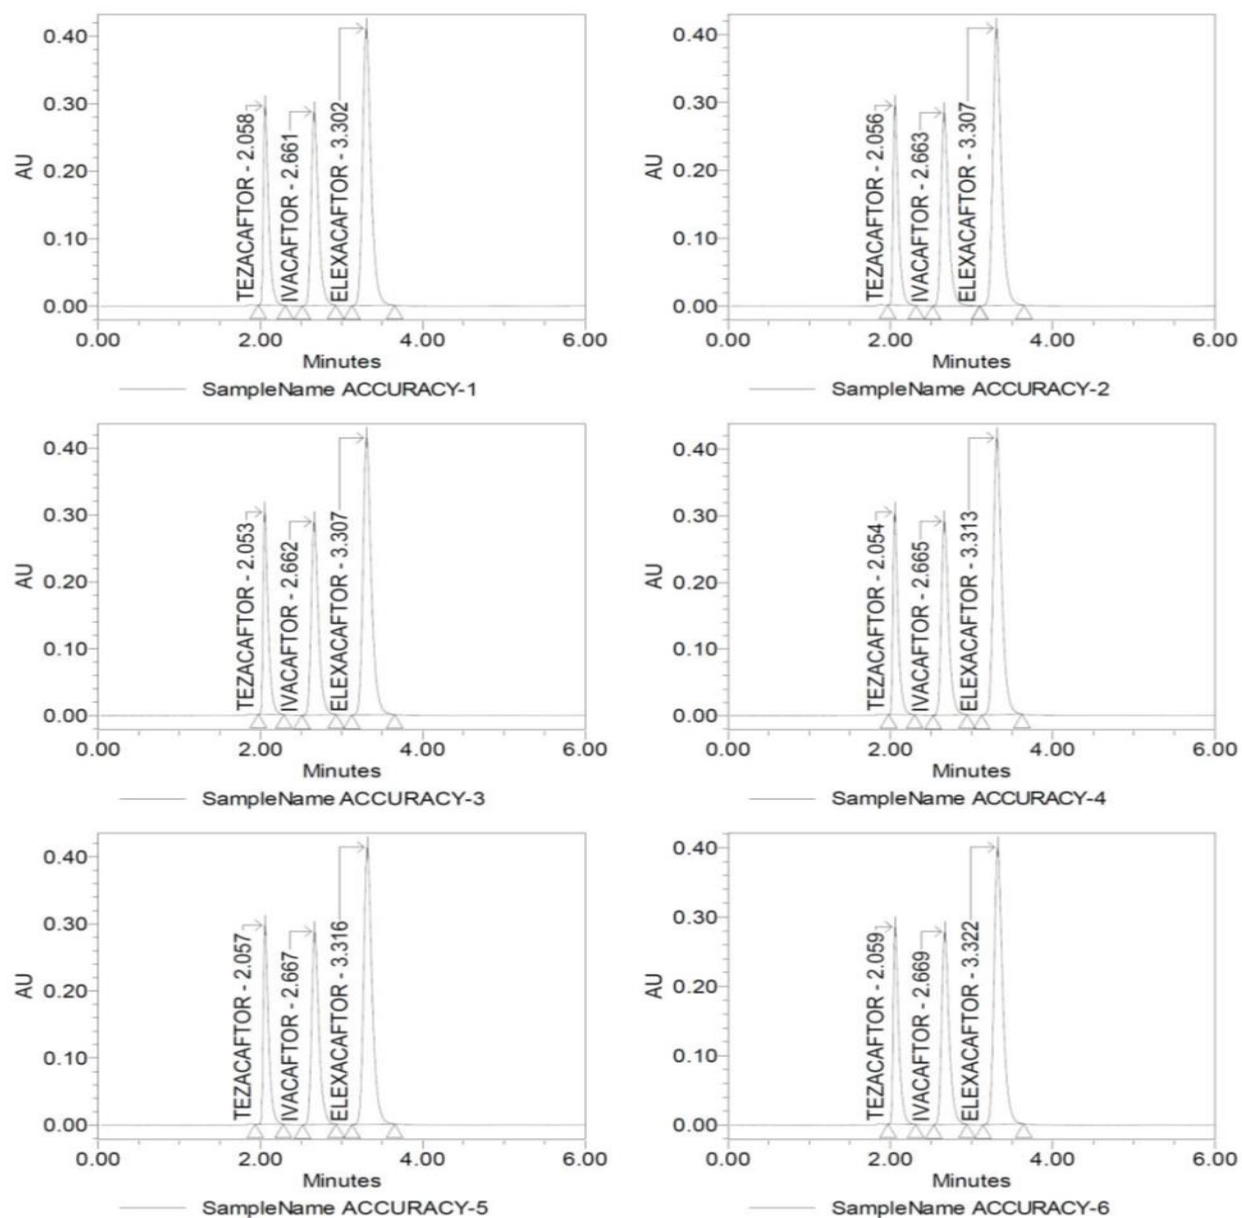 0.40
0.30
0.20
0.10
0.00
AU
TEZACAFTOR - 2.058
IVACAFTOR - 2.661
ELEXACAFTOR - 3.302
0.00 2.00 4.00 6.00
Minutes
SampleName ACCURACY-1
0.40
0.30
0.20
0.10
0.00
AU
TEZACAFTOR - 2.056
IVACAFTOR - 2.663
ELEXACAFTOR - 3.307
0.00 2.00 4.00 6.00
Minutes
SampleName ACCURACY-2
0.40
0.30
0.20
0.10
0.00
AU
TEZACAFTOR - 2.053
IVACAFTOR - 2.662
ELEXACAFTOR - 3.307
0.00 2.00 4.00 6.00
Minutes
SampleName ACCURACY-3
0.40
0.30
0.20
0.10
0.00
AU
TEZACAFTOR - 2.054
IVACAFTOR - 2.665
ELEXACAFTOR - 3.313
0.00 2.00 4.00 6.00
Minutes
SampleName ACCURACY-4
0.40
0.30
0.20
0.10
0.00
AU
TEZACAFTOR - 2.057
IVACAFTOR - 2.667
ELEXACAFTOR - 3.316
0.00 2.00 4.00 6.00
Minutes
SampleName ACCURACY-5
0.40
0.30
0.20
0.10
0.00
AU
TEZACAFTOR - 2.059
IVACAFTOR - 2.669
ELEXACAFTOR - 3.322
0.00 2.00 4.00 6.00
Minutes
SampleName ACCURACY-6